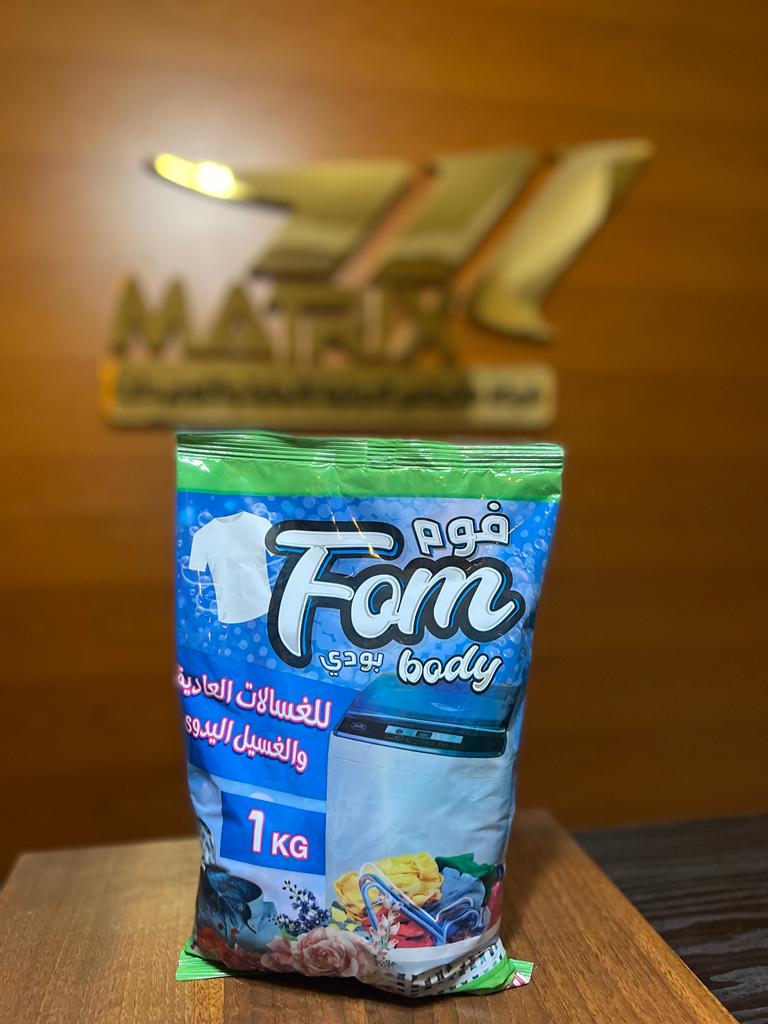 MATRIX
فوم
Fom
بودي body
للغسالات العادية
والغسيل اليدوي
1 KG